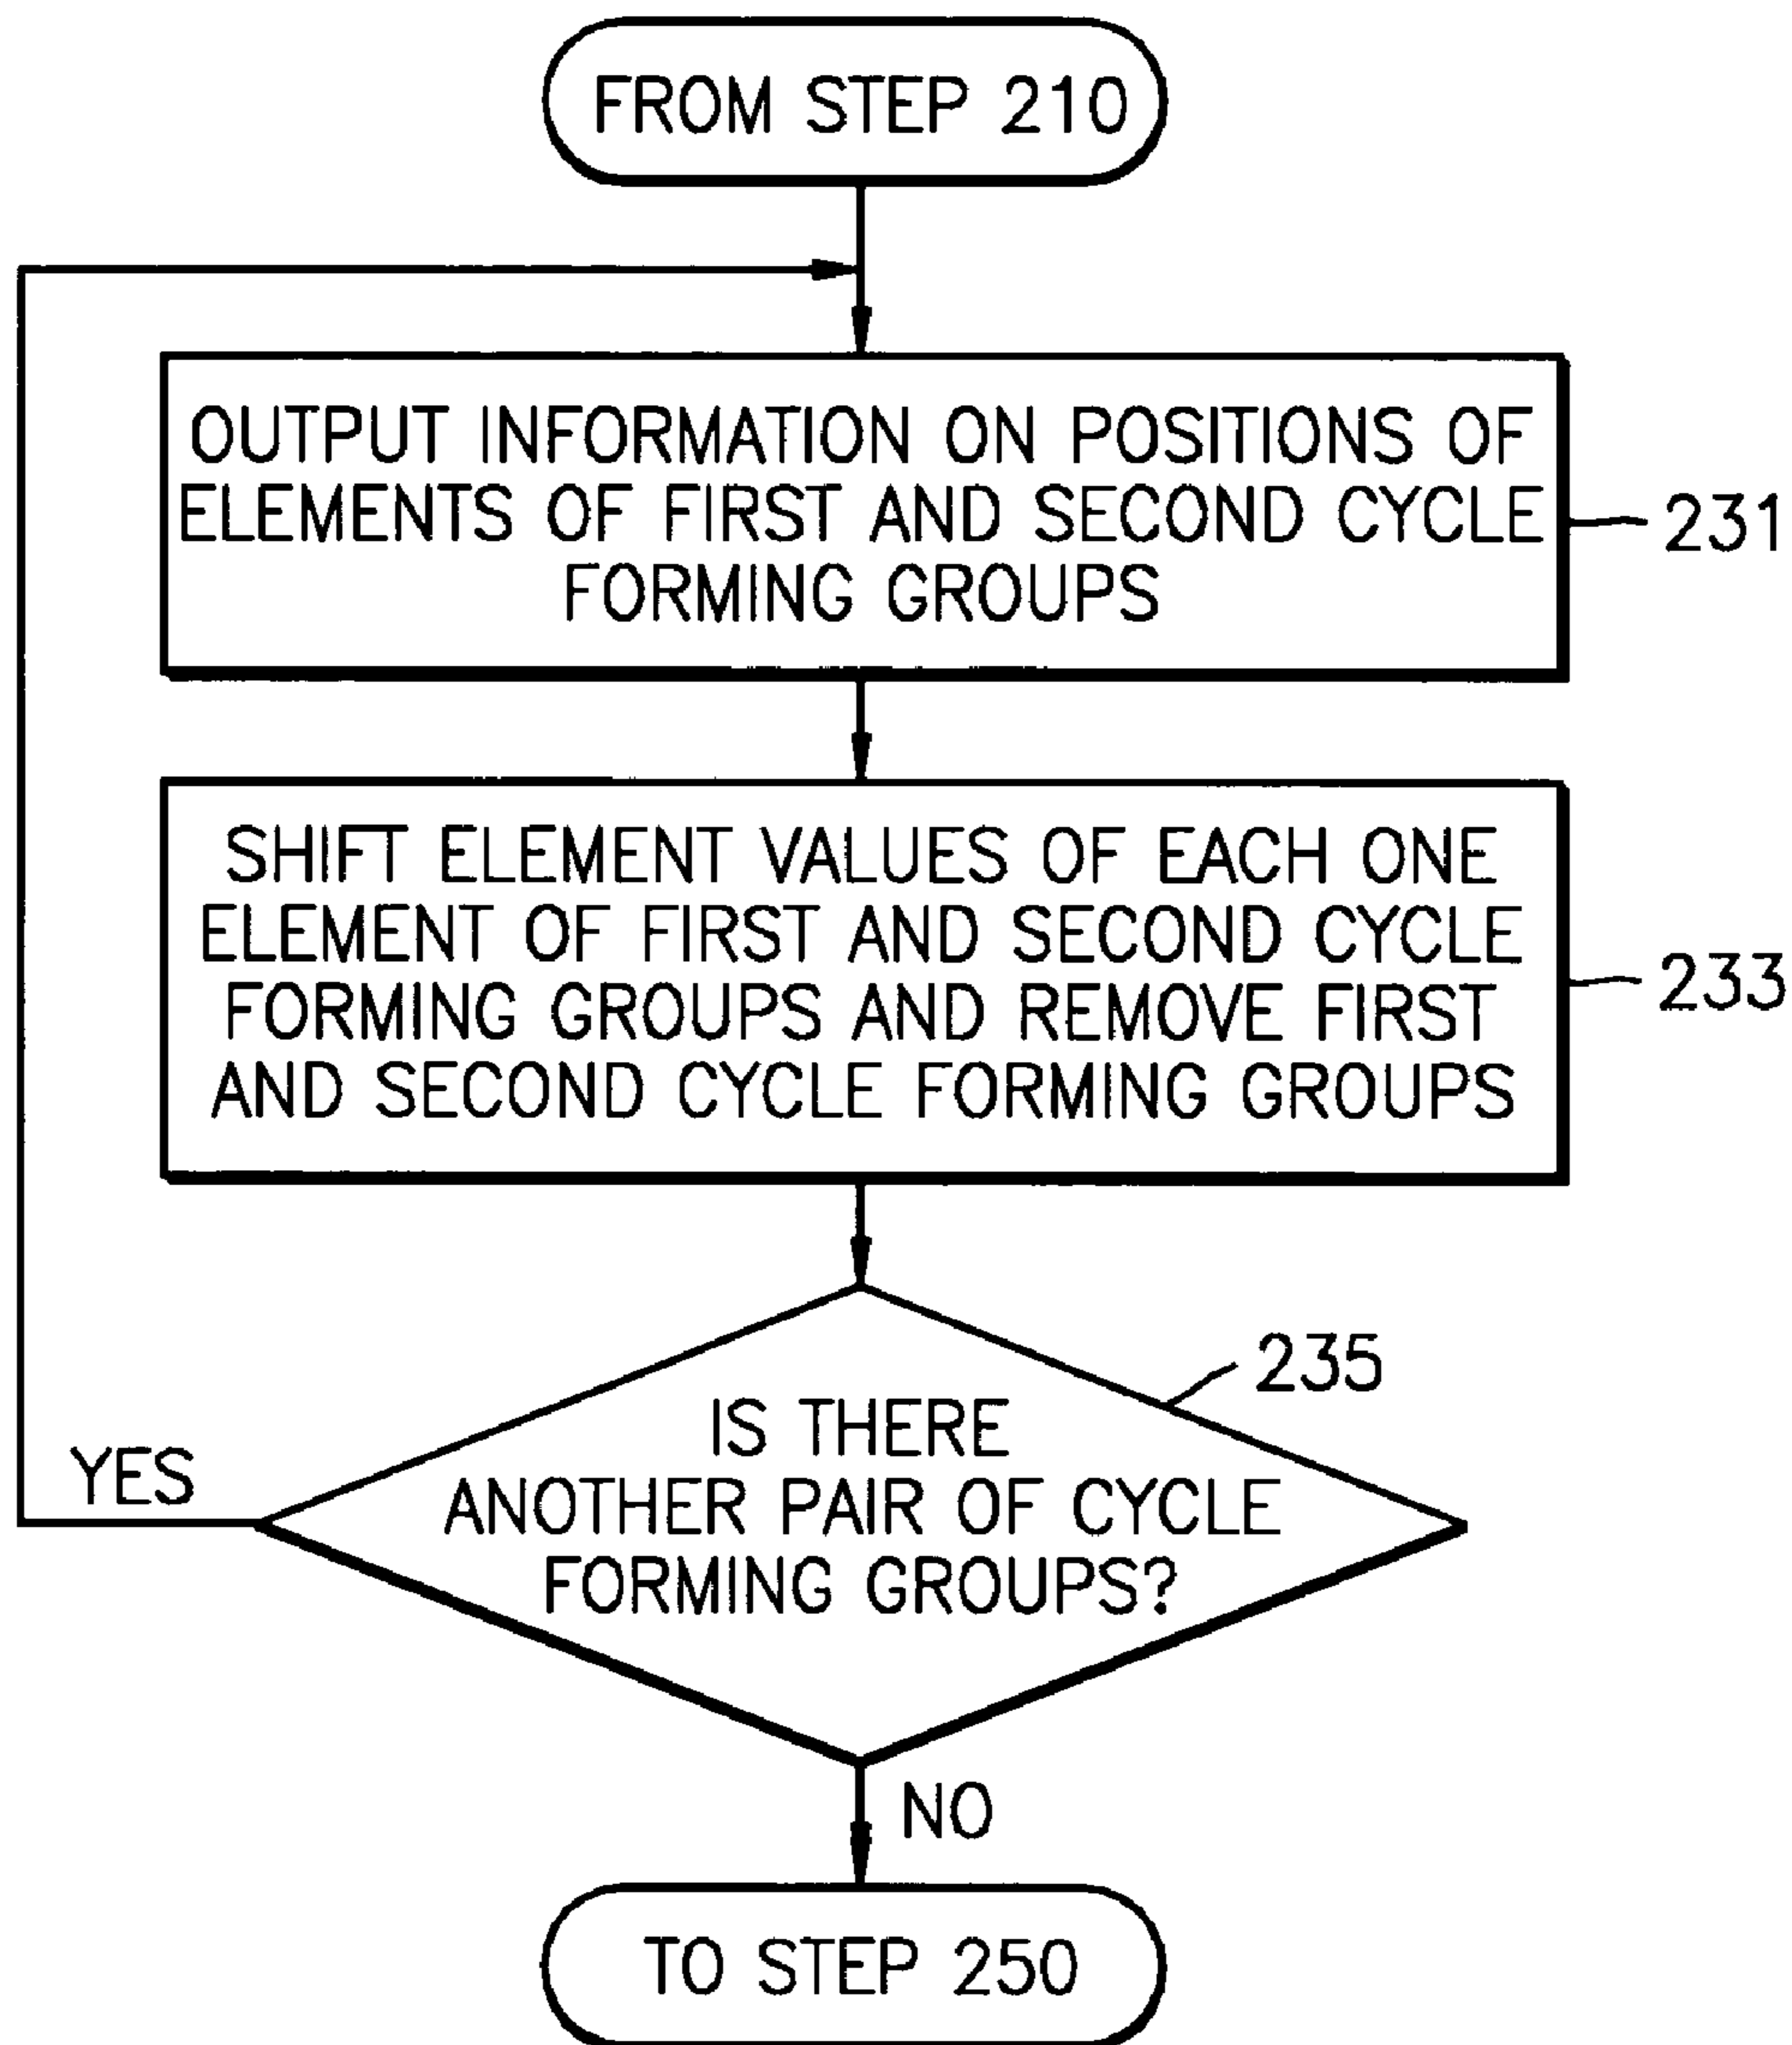 FROM STEP 210
OUTPUT INFORMATION ON POSITIONS OF
ELEMENTS OF FIRST AND SECOND CYCLE
FORMING GROUPS
231
SHIFT ELEMENT VALUES OF EACH ONE
ELEMENT OF FIRST AND SECOND CYCLE
FORMING GROUPS AND REMOVE FIRST
AND SECOND CYCLE FORMING GROUPS
233
235
IS THERE
ANOTHER PAIR OF CYCLE
FORMING GROUPS?
YES
NO
TO STEP 250